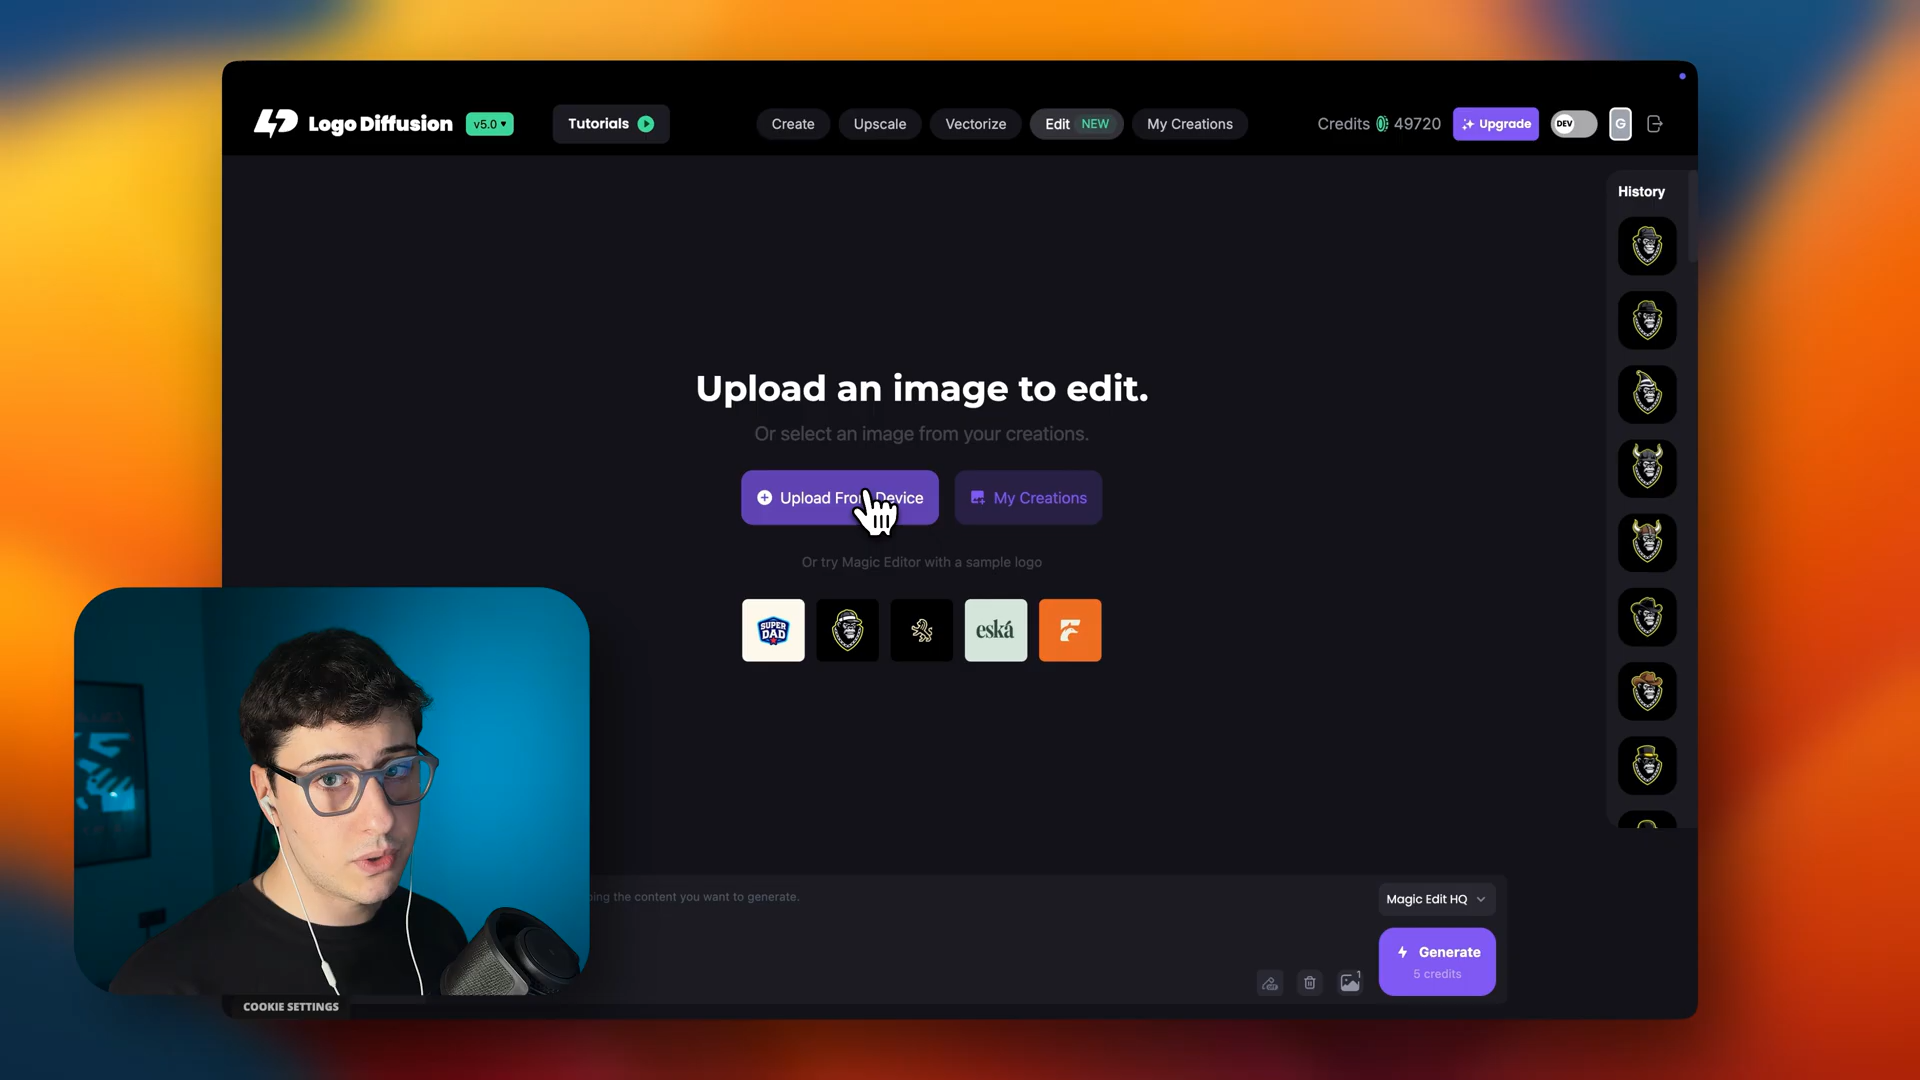 Logo Diffusion
v5.0
Tutorials
Create
Upscale
Vectorize
Edit NEW
My Creations
Credits 49720
Upgrade
DEV
G
History
Upload an image to edit.
Or select an image from your creations.
Upload From Device
My Creations
Or try Magic Editor with a sample logo
SUPER
DAD
eská
ing the content you want to generate.
Magic Edit HQ
Generate
5 credits
1
COOKIE SETTINGS